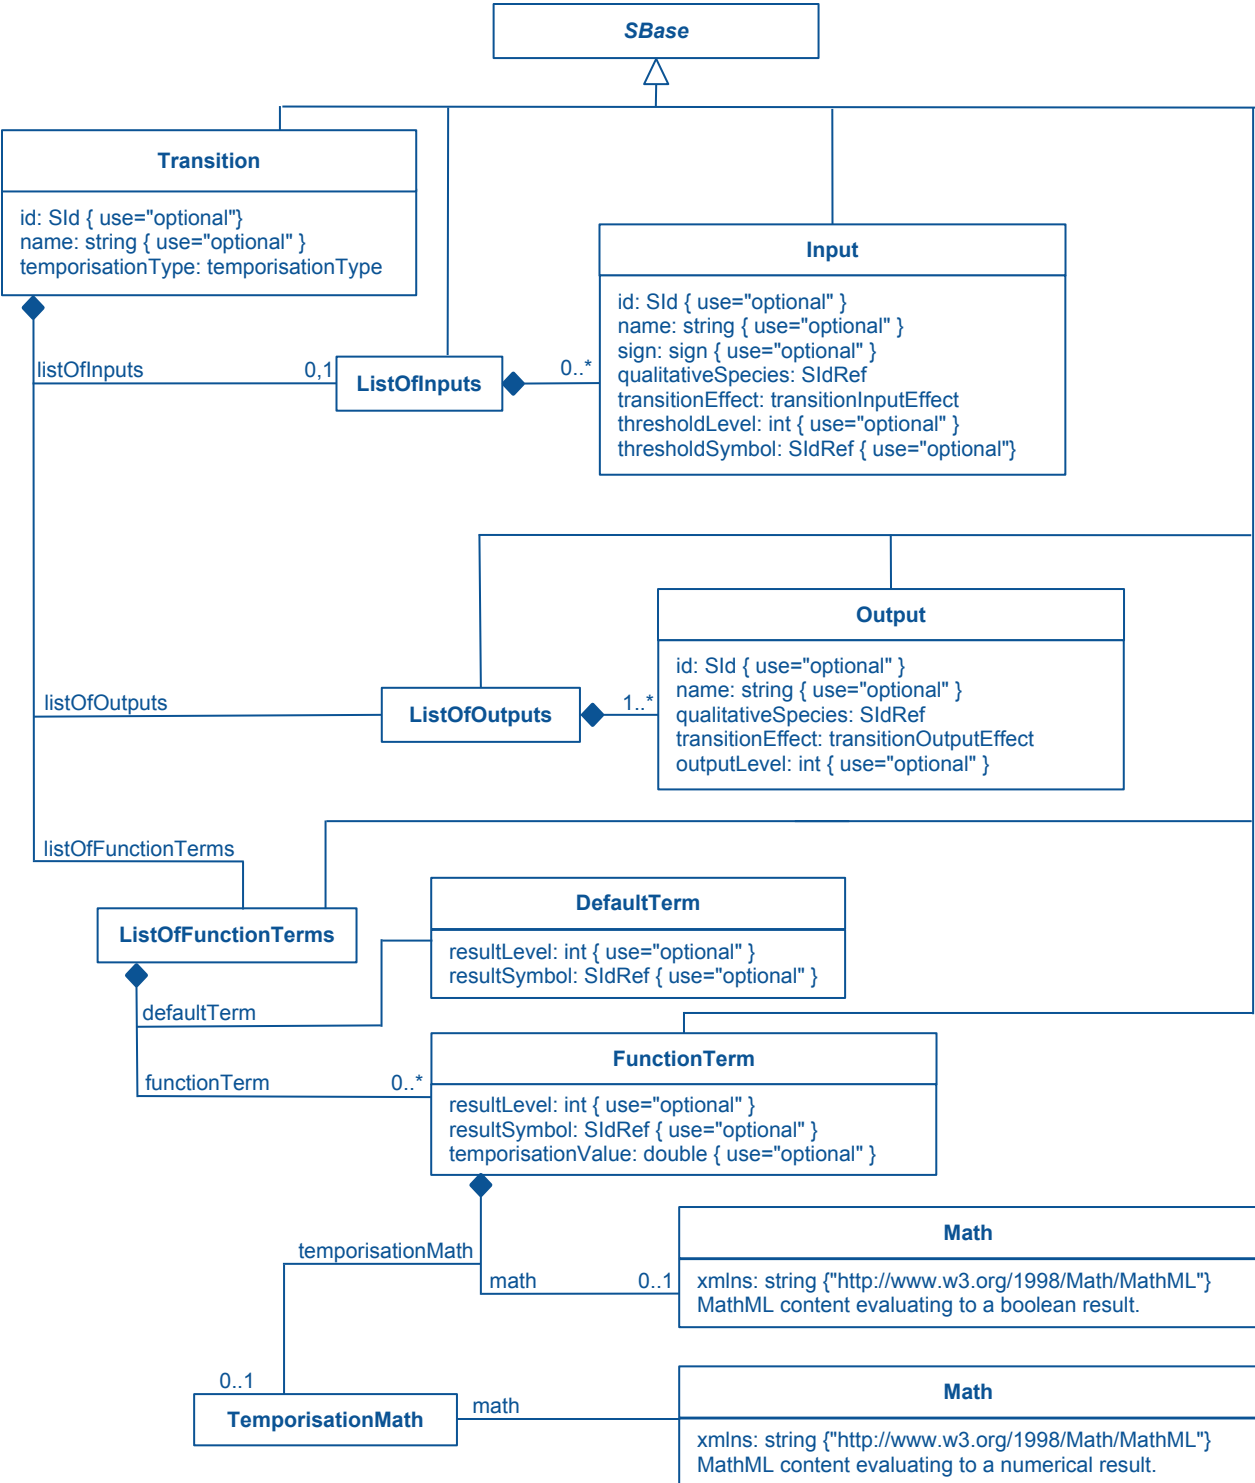 SBase
Transition
id: SId { use="optional"}
name: string { use="optional" }
temporisationType: temporisationType
Input
id: SId { use="optional" }
name: string { use="optional" }
sign: sign { use="optional" }
qualitativeSpecies: SIdRef
transitionEffect: transitionInputEffect
thresholdLevel: int { use="optional" }
thresholdSymbol: SIdRef { use="optional"}
listOfInputs
0,1
ListOfInputs
0..*
Output
id: SId { use="optional" }
name: string { use="optional" }
qualitativeSpecies: SIdRef
transitionEffect: transitionOutputEffect
outputLevel: int { use="optional" }
listOfOutputs
ListOfOutputs
1..*
listOfFunctionTerms
ListOfFunctionTerms
DefaultTerm
resultLevel: int { use="optional" }
resultSymbol: SIdRef { use="optional" }
defaultTerm
FunctionTerm
resultLevel: int { use="optional" }
resultSymbol: SIdRef { use="optional" }
temporisationValue: double { use="optional" }
functionTerm
0..*
temporisationMath
math
0..1
Math
xmlns: string {"http://www.w3.org/1998/Math/MathML"}
MathML content evaluating to a boolean result.
0..1
TemporisationMath
math
Math
xmlns: string {"http://www.w3.org/1998/Math/MathML"}
MathML content evaluating to a numerical result.